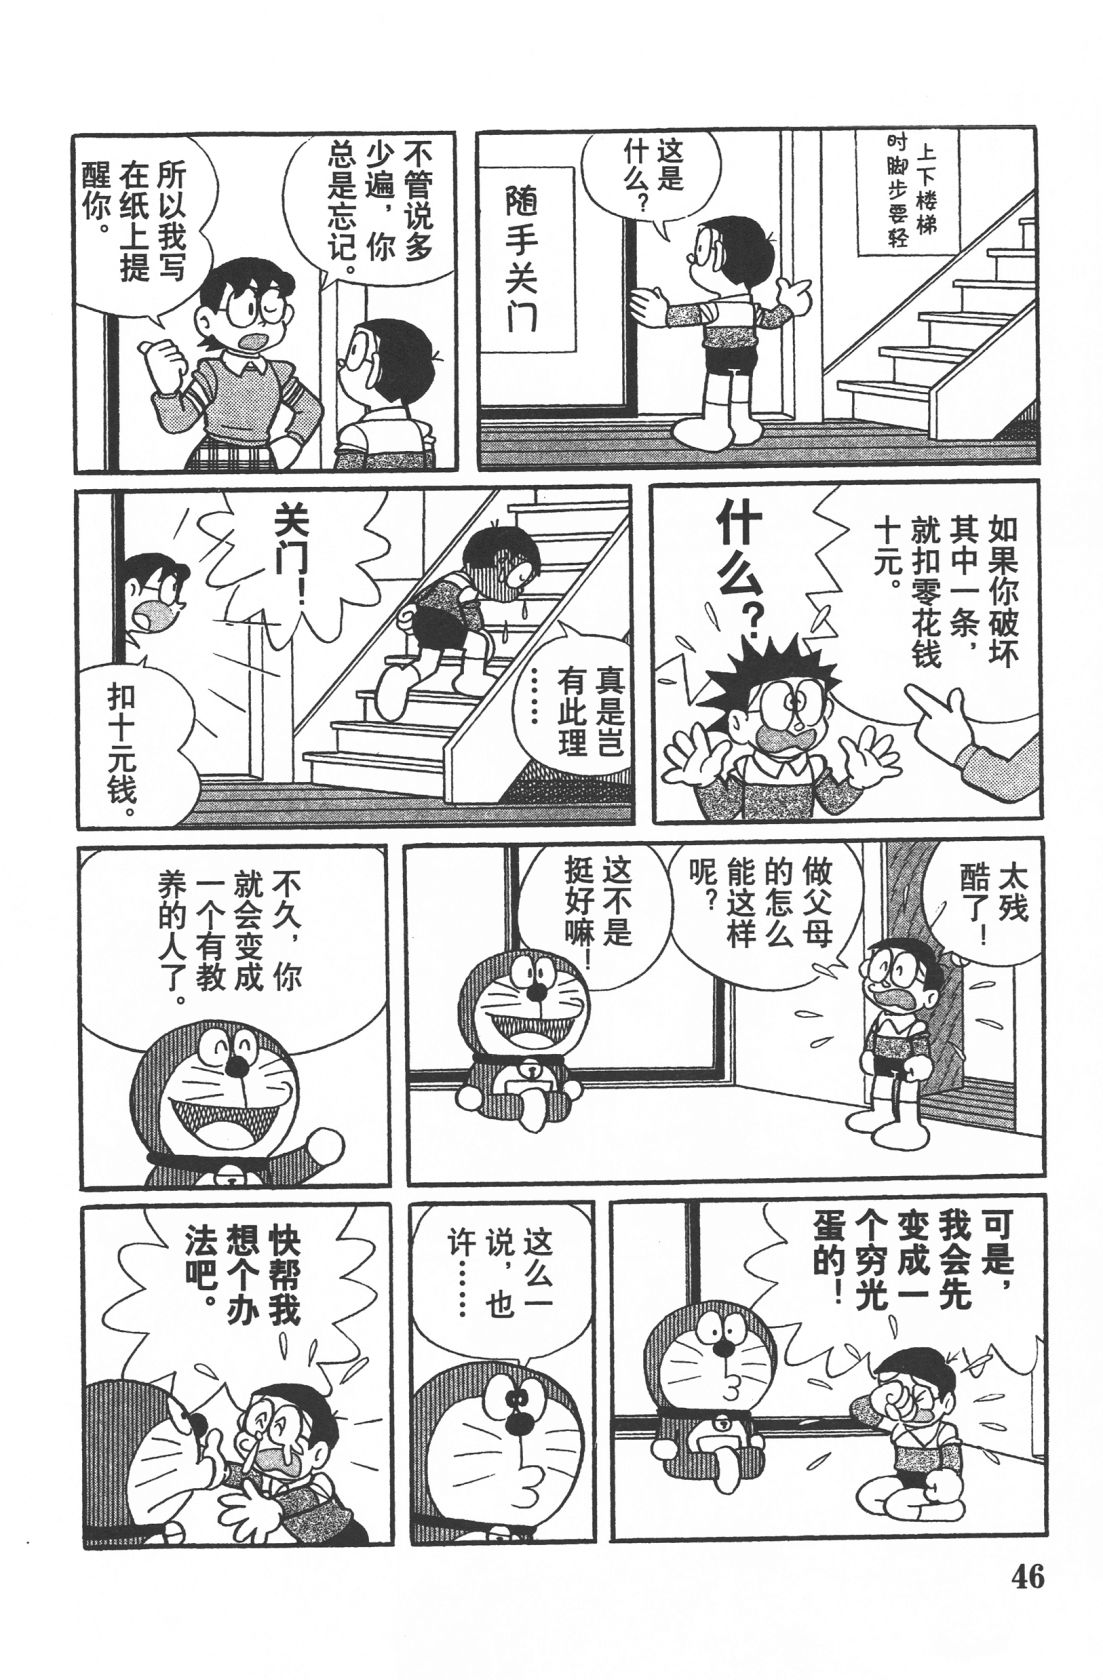 上下楼梯
时脚步要轻
这是
什么？
随手关门
不管说多
少遍，你
总是忘记。
所以我写
在纸上提
醒你。
如果你破坏
其中一条，
就扣零花钱
十元。
什么？
真是岂
有此理
……
关门！
扣十元钱。
太残
酷了！
做父母
的怎么
能这样
呢？
这不是
挺好嘛！
不久，你
就会变成
一个有教
养的人了。
可是，
我会先
变成一
个穷光
蛋的！
这么一
说，也
许……
快帮我
想个办
法吧。
46